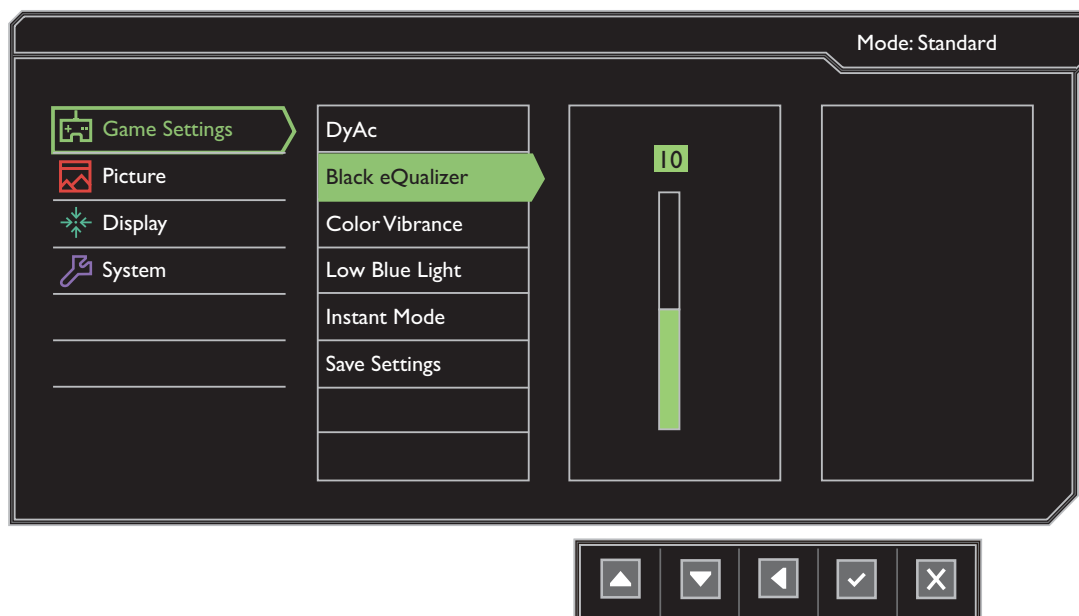 Mode: Standard
Game Settings
Picture
Display
System
DyAc
Black eQualizer
Color Vibrance
Low Blue Light
Instant Mode
Save Settings
10